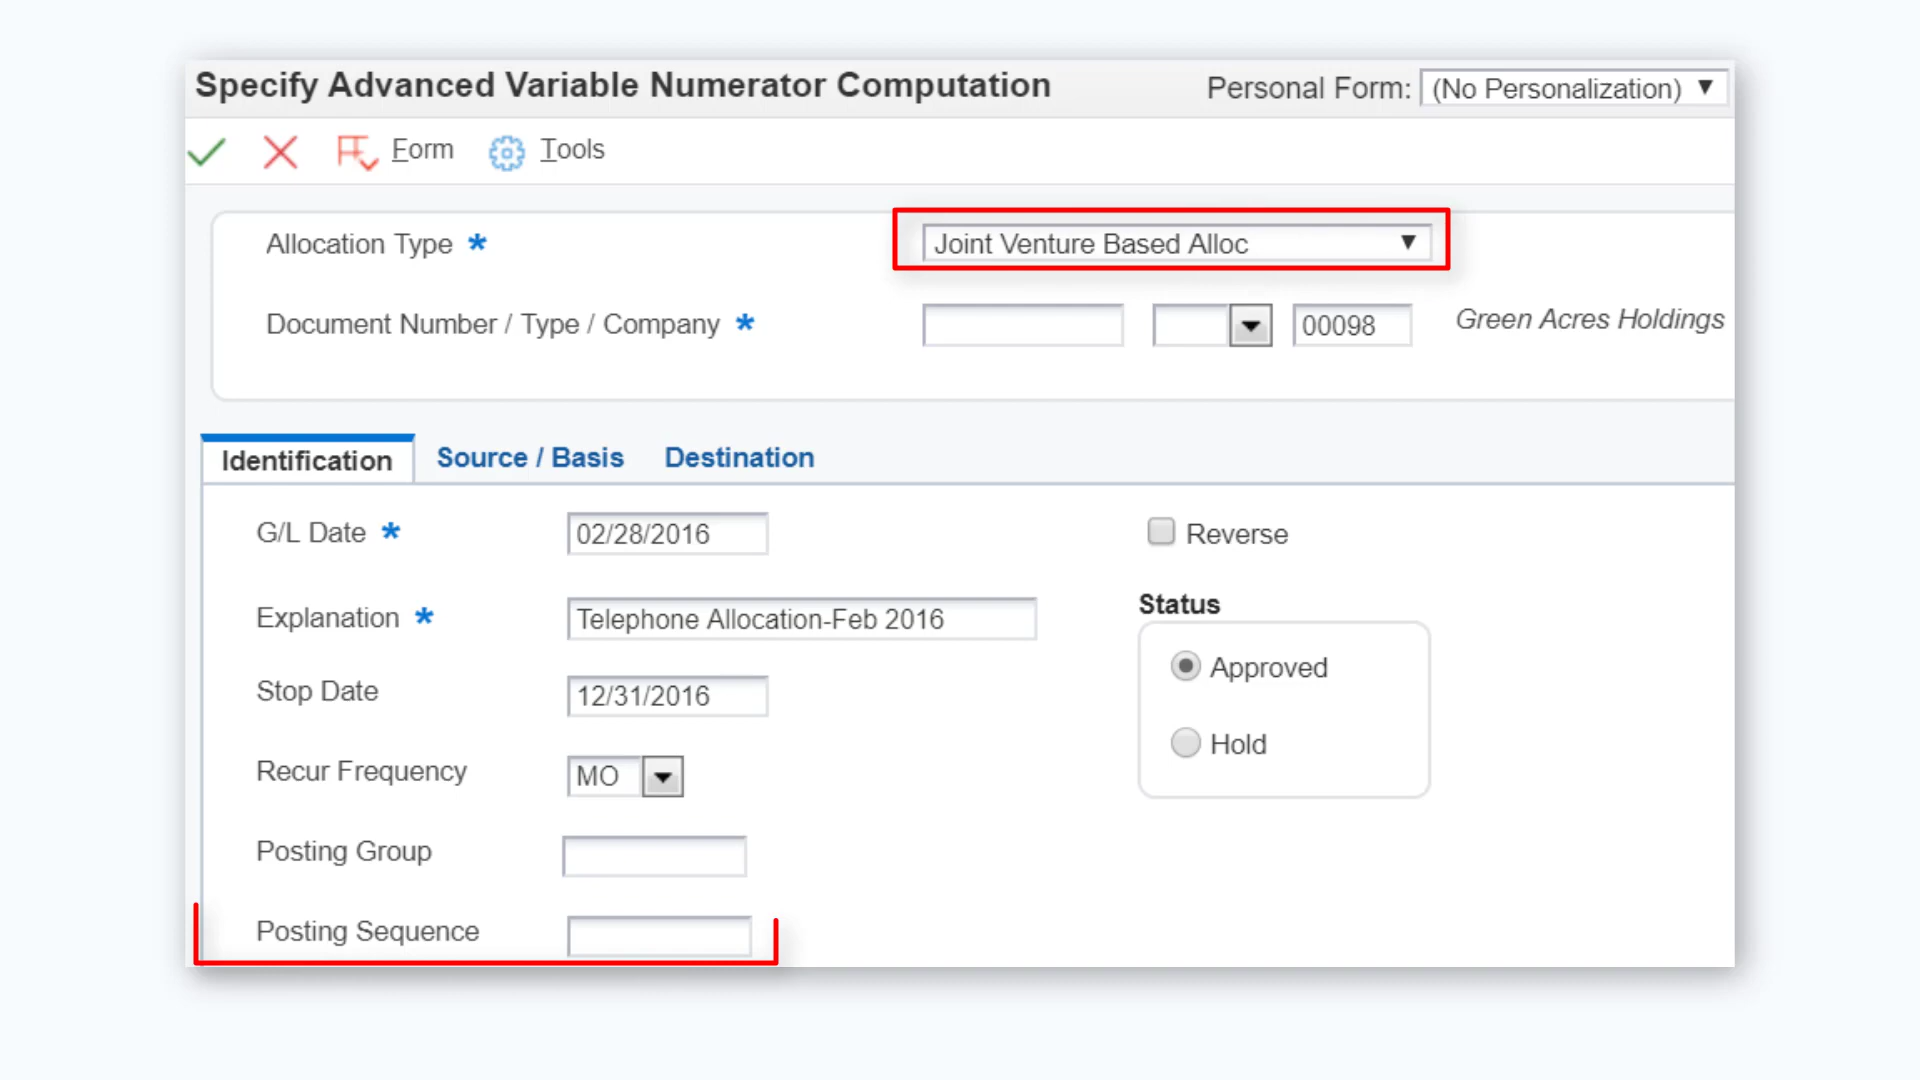 Specify Advanced Variable Numerator Computation
Personal Form: (No Personalization)
Form Tools
Allocation Type * Joint Venture Based Alloc
Document Number / Type / Company * 00098 Green Acres Holdings
Identification Source / Basis Destination
G/L Date * 02/28/2016 Reverse
Explanation * Telephone Allocation-Feb 2016
Status
Approved
Hold
Stop Date 12/31/2016
Recur Frequency MO
Posting Group
Posting Sequence